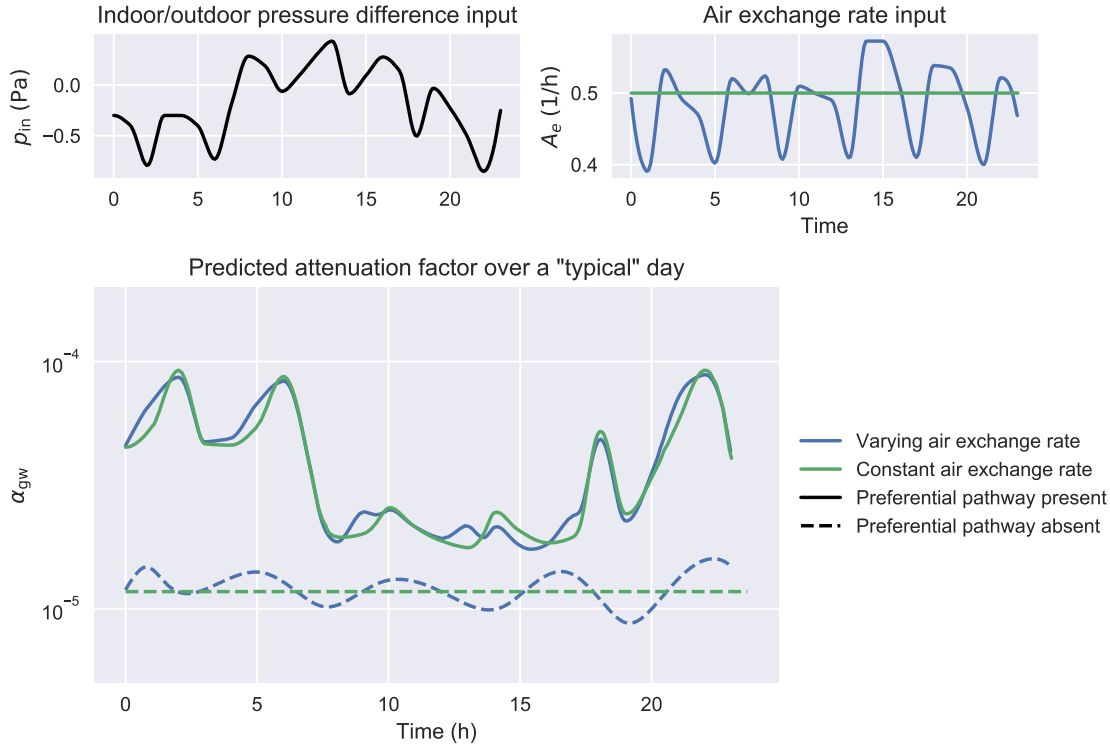 Indoor/outdoor pressure difference input
p_in (Pa)
0.0
−0.5
0 5 10 15 20
Air exchange rate input
A_e (1/h)
0.5
0.4
0 5 10 15 20
Time
Predicted attenuation factor over a "typical" day
α_gw
10^−4
10^−5
0 5 10 15 20
Time (h)
Varying air exchange rate
Constant air exchange rate
Preferential pathway present
Preferential pathway absent